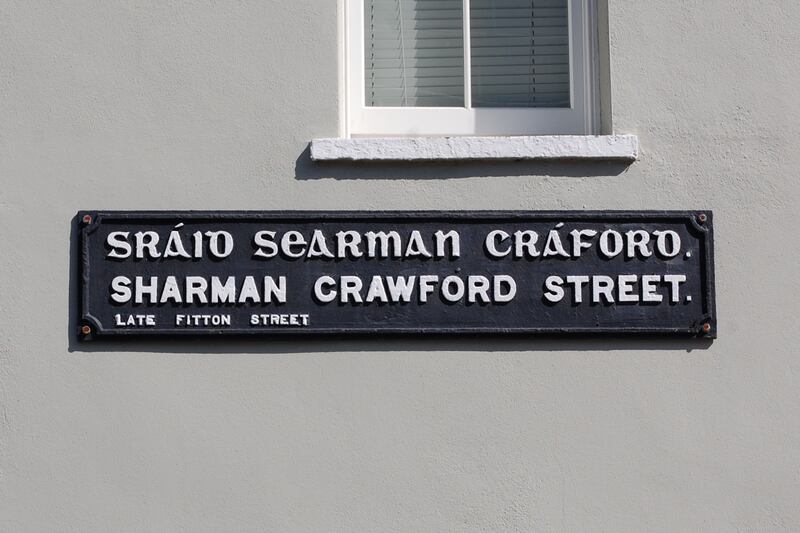 SRÁID SEARMAN CRÁFORD.
SHARMAN CRAWFORD STREET.
LATE FITTON STREET